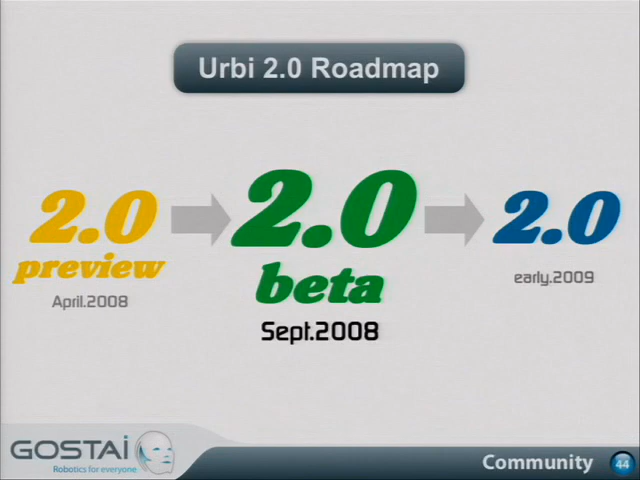 Urbi 2.0 Roadmap
2.0
preview
April.2008
2.0
beta
Sept.2008
2.0
early.2009
GOSTAI
Robotics for everyone
Community
44